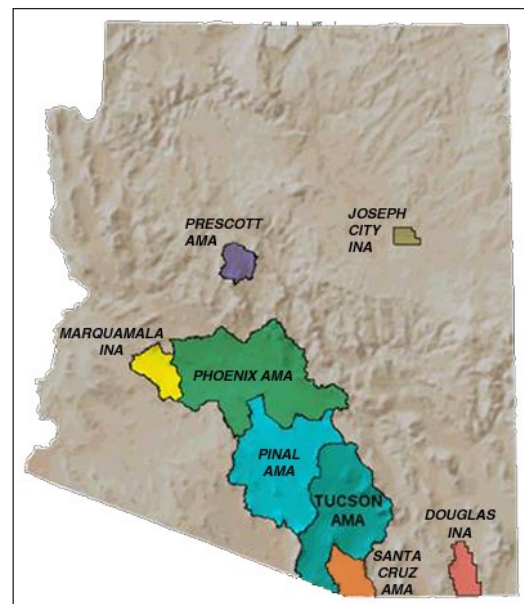 PRESCOTT
AMA
JOSEPH
CITY
INA
MARQUAMALA
INA
PHOENIX AMA
PINAL
AMA
TUCSON
AMA
DOUGLAS
INA
SANTA
CRUZ
AMA